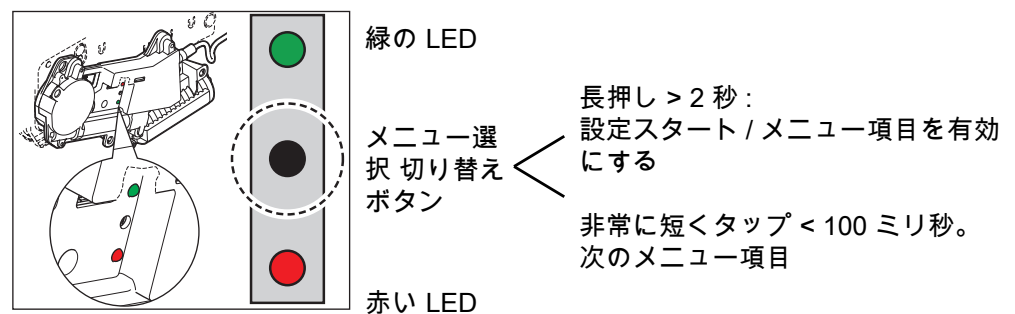 緑の LED
メニュー選
択 切り替え
ボタン
長押し > 2 秒 :
設定スタート / メニュー項目を有効
にする
非常に短くタップ < 100 ミリ秒。
次のメニュー項目
赤い LED